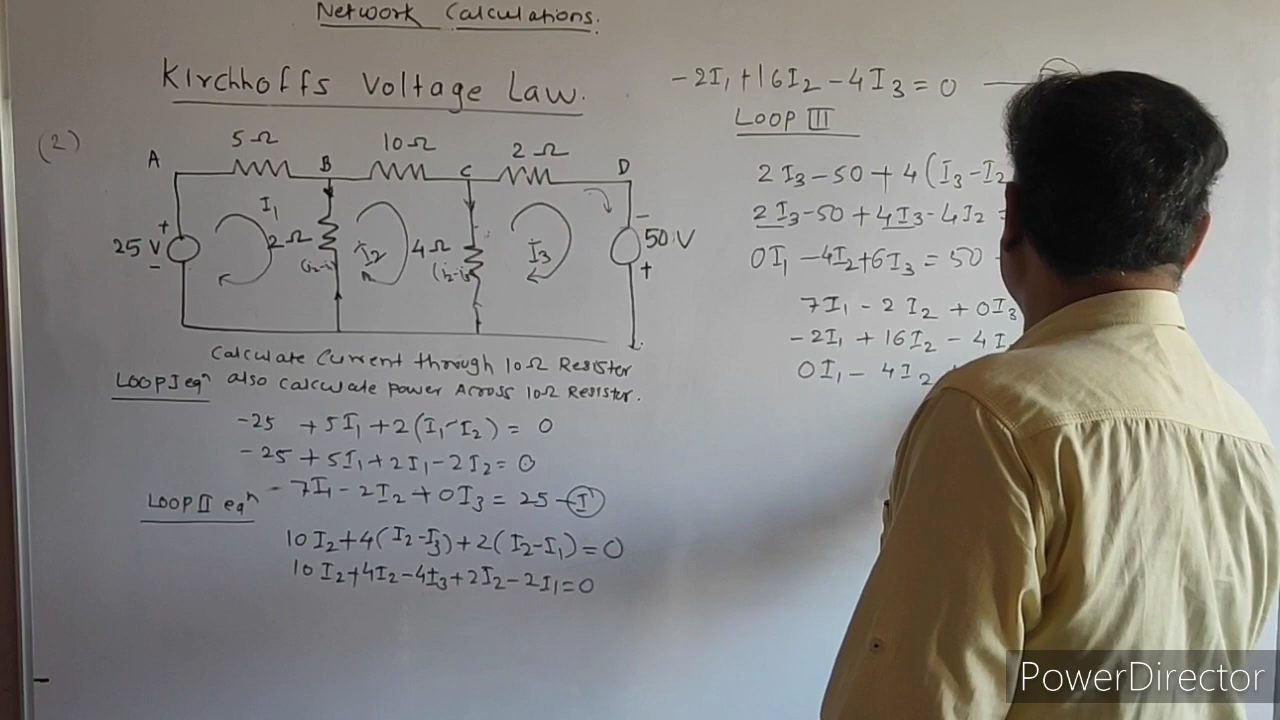 Network Calculations.
Kirchhoffs Voltage Law.
(2)
5Ω 10Ω 2Ω
A B C D
25 V + - I1 2Ω I2 4Ω I3 - 50 V +
(i2-i3)
Calculate Current through 10Ω Resister
also calculate power Across 10Ω Resister.
LOOP I eqn
-25 + 5I1 + 2(I1-I2) = 0
-25 + 5I1 + 2I1 - 2I2 = 0
- 7I1 - 2I2 + 0I3 = 25 - I
LOOP II eqn
10I2 + 4(I2-I3) + 2(I2-I1) = 0
10I2 + 4I2 - 4I3 + 2I2 - 2I1 = 0
-2I1 + 16I2 - 4I3 = 0
LOOP III
2I3 - 50 + 4(I3-I2
2I3 - 50 + 4I3 - 4I2 =
0I1 - 4I2 + 6I3 = 50
7I1 - 2I2 + 0I3
-2I1 + 16I2 - 4I
0I1 - 4I2
PowerDirector